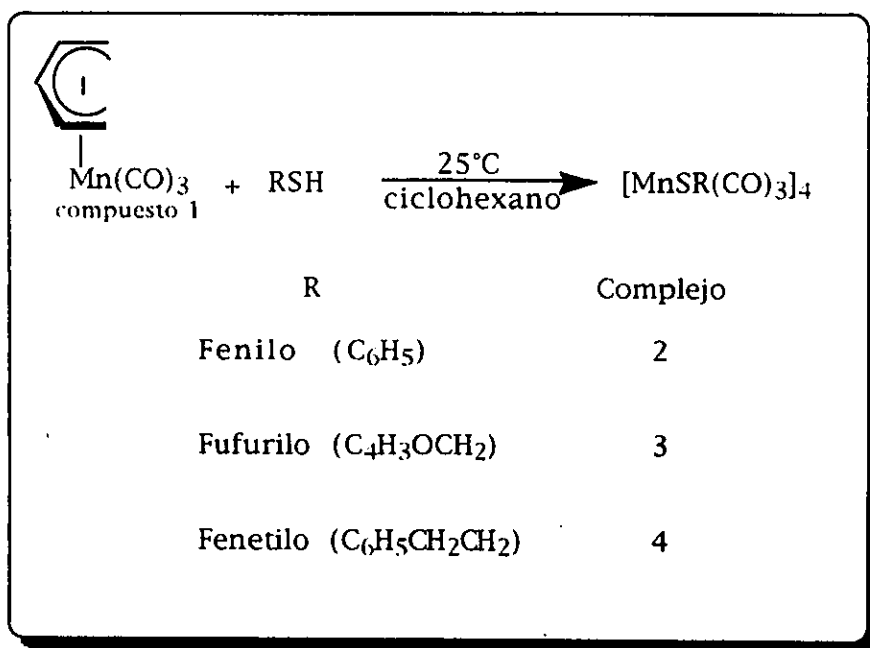 Mn(CO)3 + RSH 25°C ciclohexano [MnSR(CO)3]4
compuesto 1
R Complejo
Fenilo (C6H5) 2
Fufurilo (C4H3OCH2) 3
Fenetilo (C6H5CH2CH2) 4